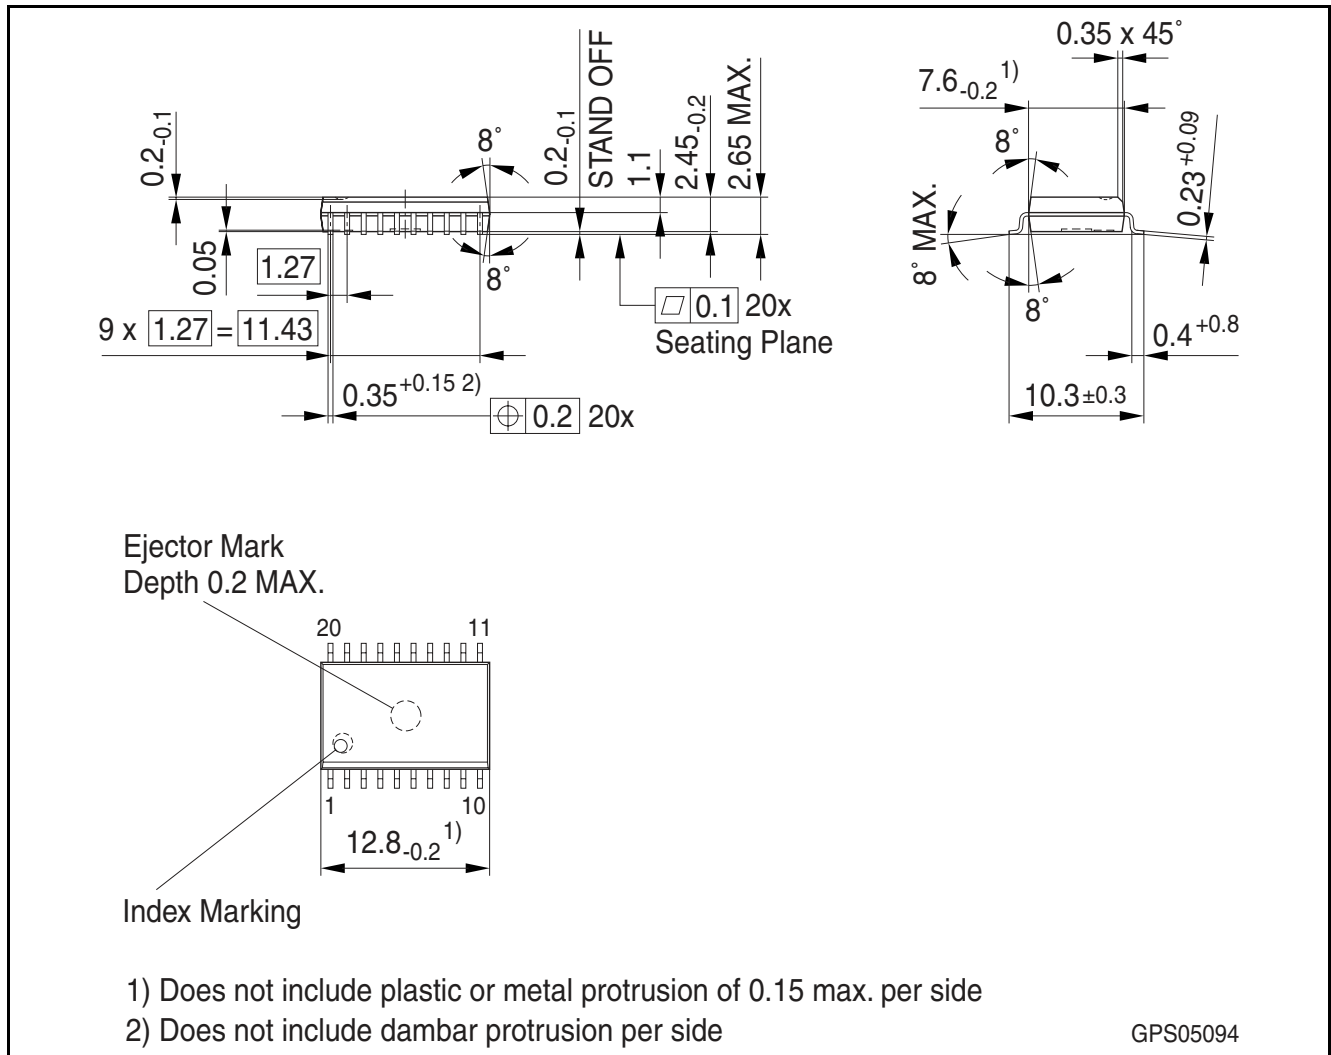 0.2-0.1
8°
0.2-0.1
STAND OFF
1.1
2.45-0.2
2.65 MAX.
0.05
1.27
8°
9 x 1.27 = 11.43
0.1 20x
Seating Plane
0.35+0.15 2)
0.2 20x
0.35 x 45°
7.6-0.2 1)
8°
0.23+0.09
8° MAX.
8°
0.4+0.8
10.3±0.3
Ejector Mark
Depth 0.2 MAX.
20 11
1 10
12.8-0.2 1)
Index Marking
1) Does not include plastic or metal protrusion of 0.15 max. per side
2) Does not include dambar protrusion per side
GPS05094